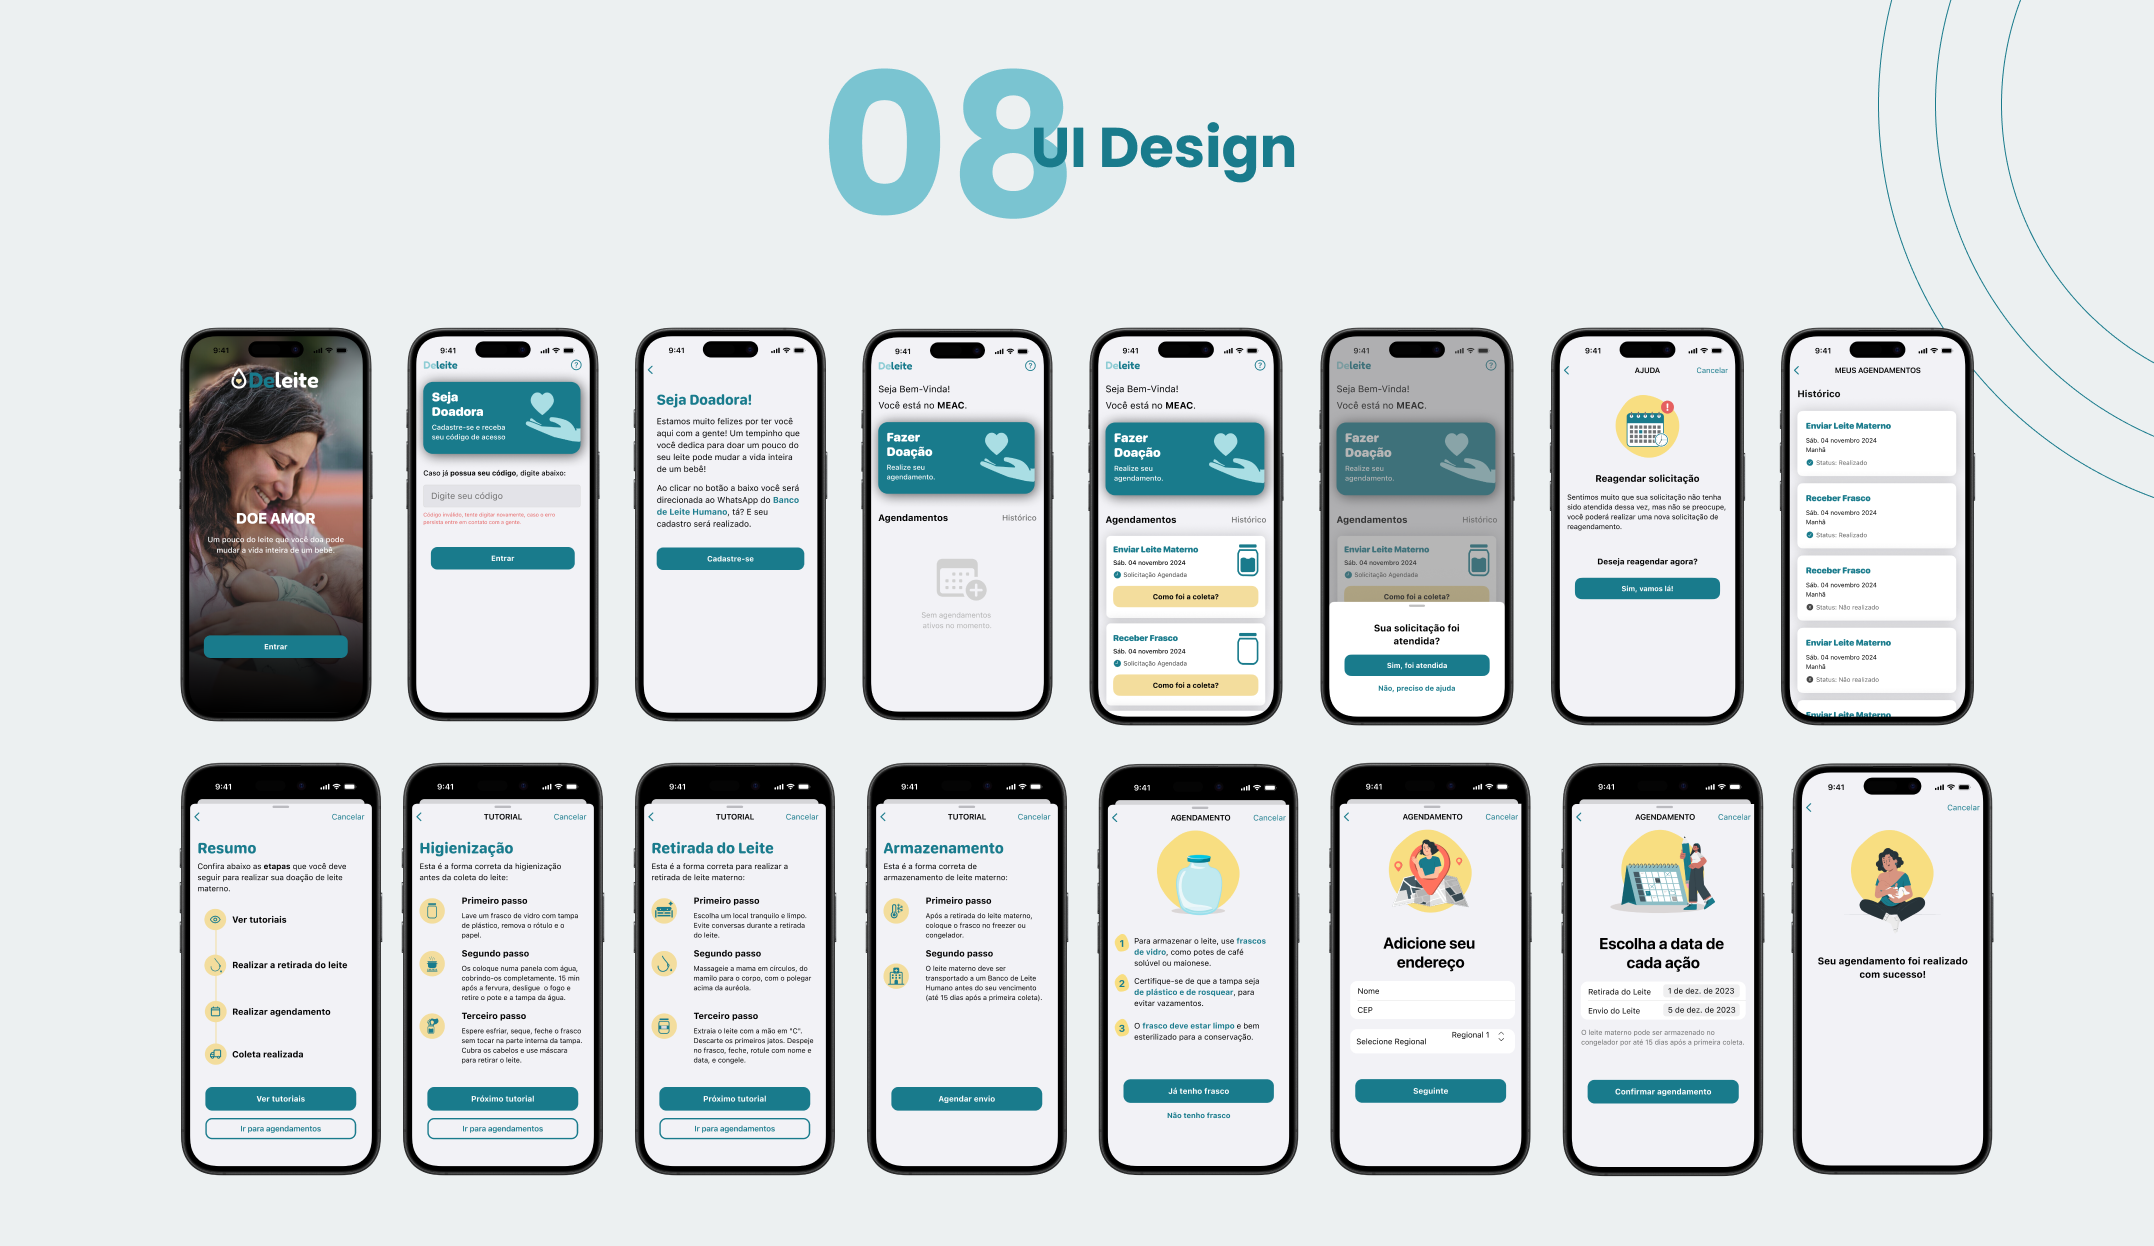 08
UI Design
9:41
Deleite
DOE AMOR
Um pouco do leite que você doa pode
mudar a vida inteira de um bebê.
Entrar
9:41
Deleite
?
Seja
Doadora
Cadastre-se e receba
seu código de acesso
Caso já possua seu código, digite abaixo:
Digite seu código
Código inválido, tente digitar novamente, caso o erro
persista entre em contato com a gente.
Entrar
9:41
Seja Doadora!
Estamos muito felizes por ter você
aqui com a gente! Um tempinho que
você dedica para doar um pouco do
seu leite pode mudar a vida inteira
de um bebê!
Ao clicar no botão a baixo você será
direcionada ao WhatsApp do Banco
de Leite Humano, tá? E seu
cadastro será realizado.
Cadastre-se
9:41
Deleite
?
Seja Bem-Vinda!
Você está no MEAC.
Fazer
Doação
Realize seu
agendamento.
Agendamentos
Histórico
Sem agendamentos
ativos no momento.
9:41
Deleite
?
Seja Bem-Vinda!
Você está no MEAC.
Fazer
Doação
Realize seu
agendamento.
Agendamentos
Histórico
Enviar Leite Materno
Sáb. 04 novembro 2024
Solicitação Agendada
Como foi a coleta?
Receber Frasco
Sáb. 04 novembro 2024
Solicitação Agendada
Como foi a coleta?
9:41
Deleite
?
Seja Bem-Vinda!
Você está no MEAC.
Fazer
Doação
Realize seu
agendamento.
Agendamentos
Histórico
Enviar Leite Materno
Sáb. 04 novembro 2024
Solicitação Agendada
Como foi a coleta?
Sua solicitação foi
atendida?
Sim, foi atendida
Não, preciso de ajuda
9:41
AJUDA
Cancelar
Reagendar solicitação
Sentimos muito que sua solicitação não tenha
sido atendida dessa vez, mas não se preocupe,
você poderá realizar uma nova solicitação de
reagendamento.
Deseja reagendar agora?
Sim, vamos lá!
9:41
MEUS AGENDAMENTOS
Histórico
Enviar Leite Materno
Sáb. 04 novembro 2024
Manhã
Status: Realizado
Receber Frasco
Sáb. 04 novembro 2024
Manhã
Status: Realizado
Receber Frasco
Sáb. 04 novembro 2024
Manhã
Status: Não realizado
Enviar Leite Materno
Sáb. 04 novembro 2024
Manhã
Status: Não realizado
Enviar Leite Materno
9:41
Cancelar
Resumo
Confira abaixo as etapas que você deve
seguir para realizar sua doação de leite
materno.
Ver tutoriais
Realizar a retirada do leite
Realizar agendamento
Coleta realizada
Ver tutoriais
Ir para agendamentos
9:41
TUTORIAL
Cancelar
Higienização
Esta é a forma correta da higienização
antes da coleta do leite:
Primeiro passo
Lave um frasco de vidro com tampa
de plástico, remova o rótulo e o
papel.
Segundo passo
Os coloque numa panela com água,
cobrindo-os completamente. 15 min
após a fervura, desligue o fogo e
retire o pote e a tampa da água.
Terceiro passo
Espere esfriar, seque, feche o frasco
sem tocar na parte interna da tampa.
Cubra os cabelos e use máscara
para retirar o leite.
Próximo tutorial
Ir para agendamentos
9:41
TUTORIAL
Cancelar
Retirada do Leite
Esta é a forma correta para realizar a
retirada de leite materno:
Primeiro passo
Escolha um local tranquilo e limpo.
Evite conversas durante a retirada
do leite.
Segundo passo
Massageie a mama em círculos, do
mamilo para o corpo, com o polegar
acima da auréola.
Terceiro passo
Extraia o leite com a mão em "C".
Descarte os primeiros jatos. Despeje
no frasco, feche, rotule com nome e
data, e congele.
Próximo tutorial
Ir para agendamentos
9:41
TUTORIAL
Cancelar
Armazenamento
Esta é a forma correta de
armazenamento de leite materno:
Primeiro passo
Após a retirada do leite materno,
coloque o frasco no freezer ou
congelador.
Segundo passo
O leite materno deve ser
transportado a um Banco de Leite
Humano antes do seu vencimento
(até 15 dias após a primeira coleta).
Agendar envio
9:41
AGENDAMENTO
Cancelar
1 Para armazenar o leite, use frascos
de vidro, como potes de café
solúvel ou maionese.
2 Certifique-se de que a tampa seja
de plástico e de rosquear, para
evitar vazamentos.
3 O frasco deve estar limpo e bem
esterilizado para a conservação.
Já tenho frasco
Não tenho frasco
9:41
AGENDAMENTO
Cancelar
Adicione seu
endereço
Nome
CEP
Selecione Regional
Regional 1
Seguinte
9:41
AGENDAMENTO
Cancelar
Escolha a data de
cada ação
Retirada do Leite 1 de dez. de 2023
Envio do Leite 5 de dez. de 2023
O leite materno pode ser armazenado no
congelador por até 15 dias após a primeira coleta.
Confirmar agendamento
9:41
Cancelar
Seu agendamento foi realizado
com sucesso!